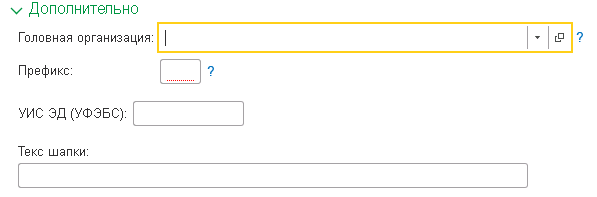 Дополнительно
Головная организация: ?
Префикс: ?
УИС ЭД (УФЭБС):
Текс шапки: